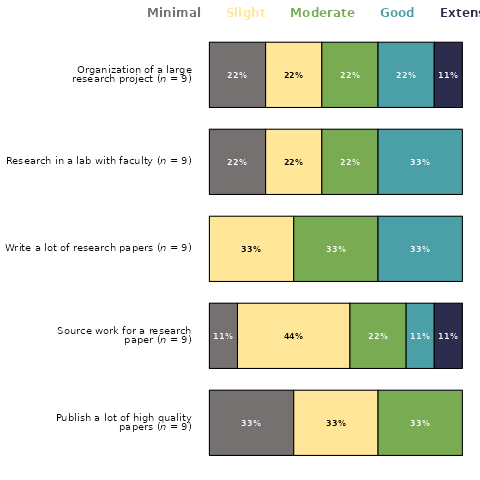 Minimal Slight Moderate Good Extens
Organization of a large
research project (n = 9)
22% 22% 22% 22% 11%
Research in a lab with faculty (n = 9)
22% 22% 22% 33%
Write a lot of research papers (n = 9)
33% 33% 33%
Source work for a research
paper (n = 9)
11% 44% 22% 11% 11%
Publish a lot of high quality
papers (n = 9)
33% 33% 33%